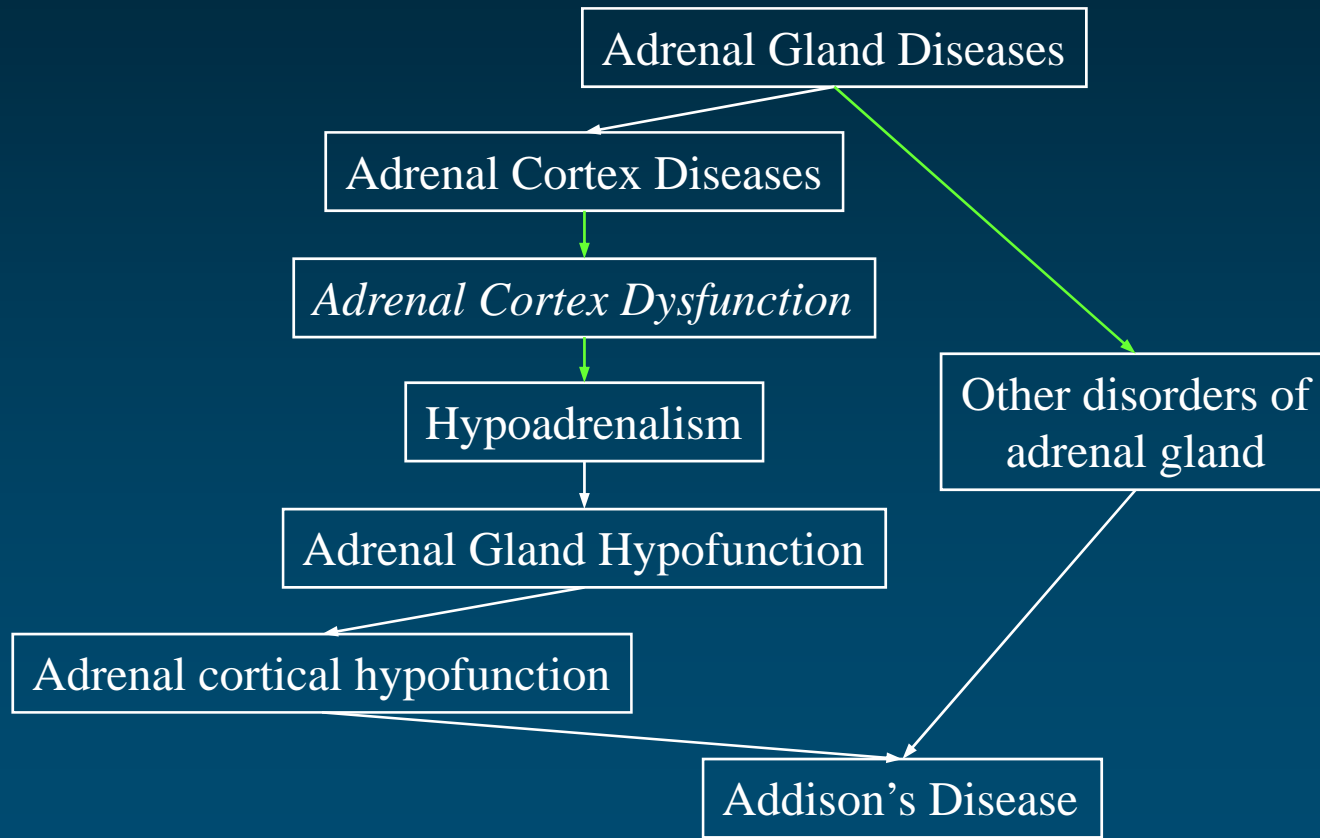 Adrenal Gland Diseases
Adrenal Cortex Diseases
Adrenal Cortex Dysfunction
Hypoadrenalism
Other disorders of
adrenal gland
Adrenal Gland Hypofunction
Adrenal cortical hypofunction
Addison’s Disease